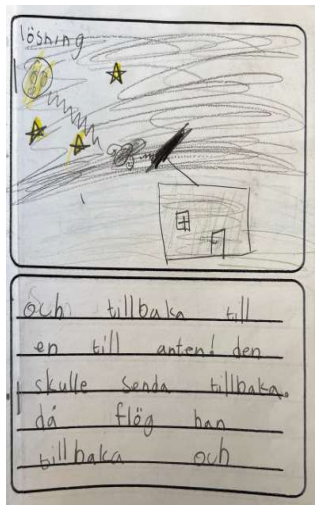 lösning
och tillbaka till
en till anten! den
skulle senda tillbaka.
då flög han
tillbaka och